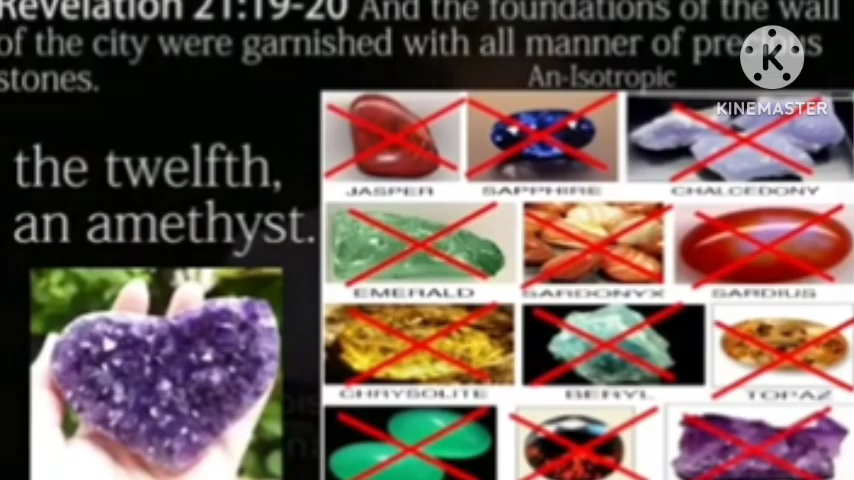 Revelation 21:19-20 And the foundations of the wall
of the city were garnished with all manner of precious
stones.
An-Isotropic
KINEMASTER
the twelfth,
an amethyst.
JASPER SAPPHIRE CHALCEDONY
EMERALD SARDONYX SARDIUS
CHRYSOLITE BERYL TOPAZ